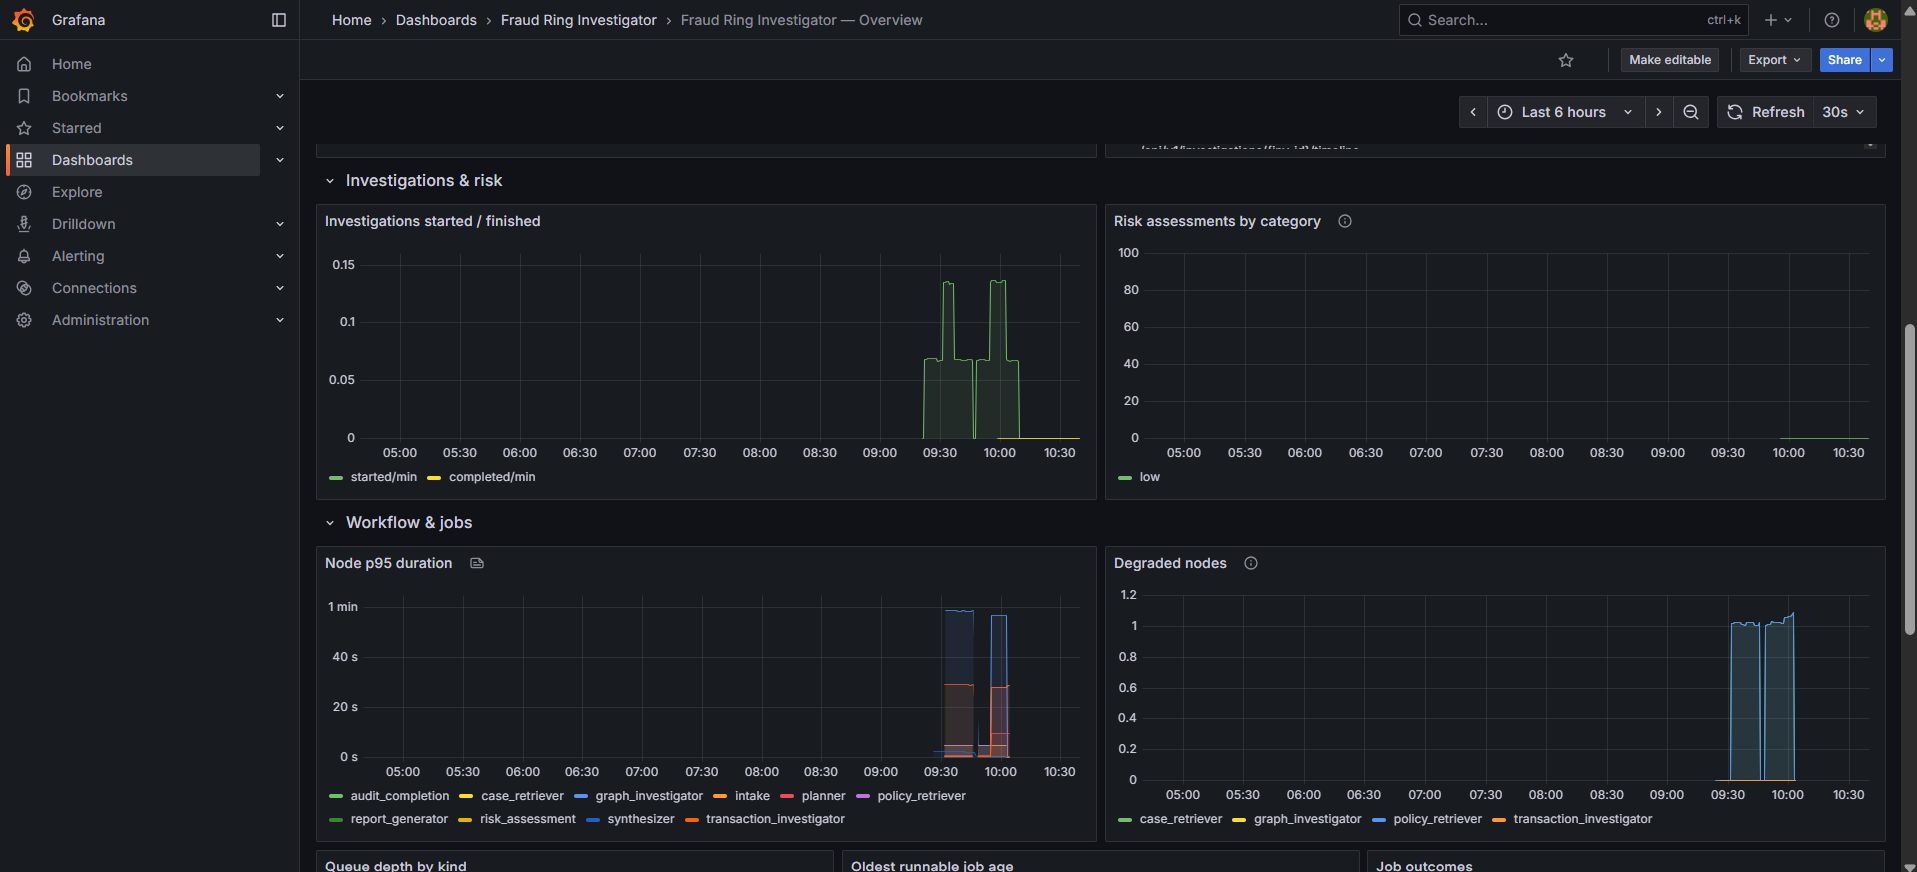 Grafana
Home › Dashboards › Fraud Ring Investigator › Fraud Ring Investigator — Overview
Search...
ctrl+k
Make editable
Export
Share
Last 6 hours
Refresh
30s
Home
Bookmarks
Starred
Dashboards
Explore
Drilldown
Alerting
Connections
Administration
Investigations & risk
Investigations started / finished
0.15
0.1
0.05
0
05:00 05:30 06:00 06:30 07:00 07:30 08:00 08:30 09:00 09:30 10:00 10:30
started/min completed/min
Risk assessments by category
100
80
60
40
20
0
05:00 05:30 06:00 06:30 07:00 07:30 08:00 08:30 09:00 09:30 10:00 10:30
low
Workflow & jobs
Node p95 duration
1 min
40 s
20 s
0 s
05:00 05:30 06:00 06:30 07:00 07:30 08:00 08:30 09:00 09:30 10:00 10:30
audit_completion case_retriever graph_investigator intake planner policy_retriever
report_generator risk_assessment synthesizer transaction_investigator
Degraded nodes
1.2
1
0.8
0.6
0.4
0.2
0
05:00 05:30 06:00 06:30 07:00 07:30 08:00 08:30 09:00 09:30 10:00 10:30
case_retriever graph_investigator policy_retriever transaction_investigator
Queue depth by kind
Oldest runnable job age
Job outcomes